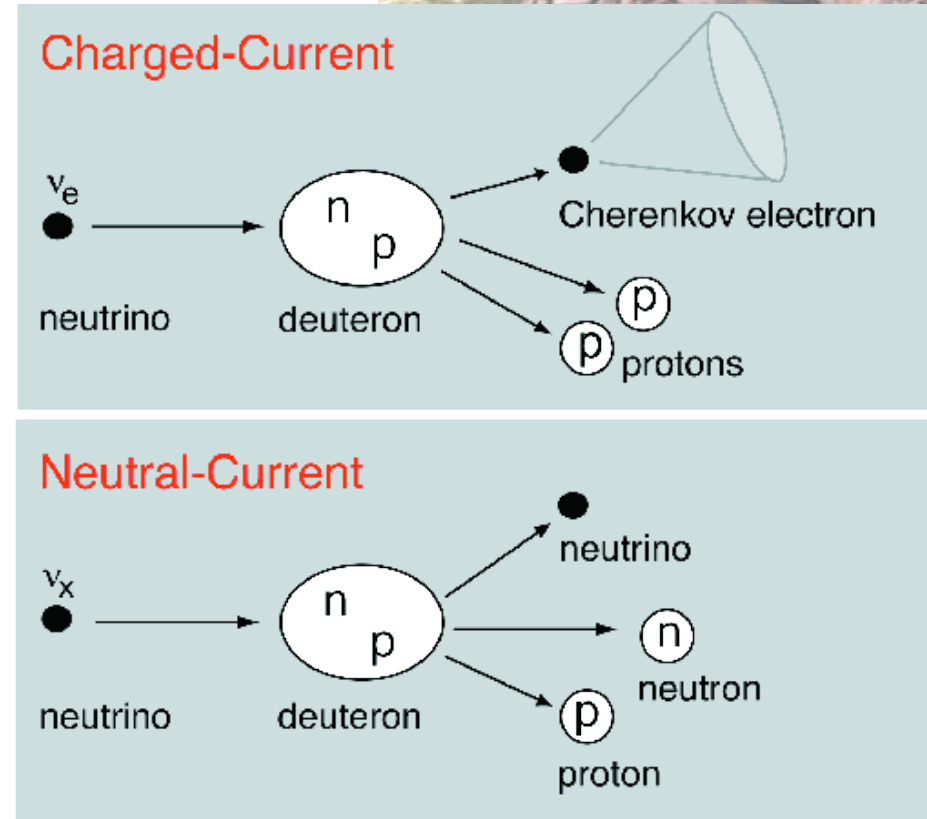 Charged-Current
νe
n
p
Cherenkov electron
neutrino
deuteron
p
p
protons
Neutral-Current
neutrino
νx
n
p
n
neutron
neutrino
deuteron
p
proton